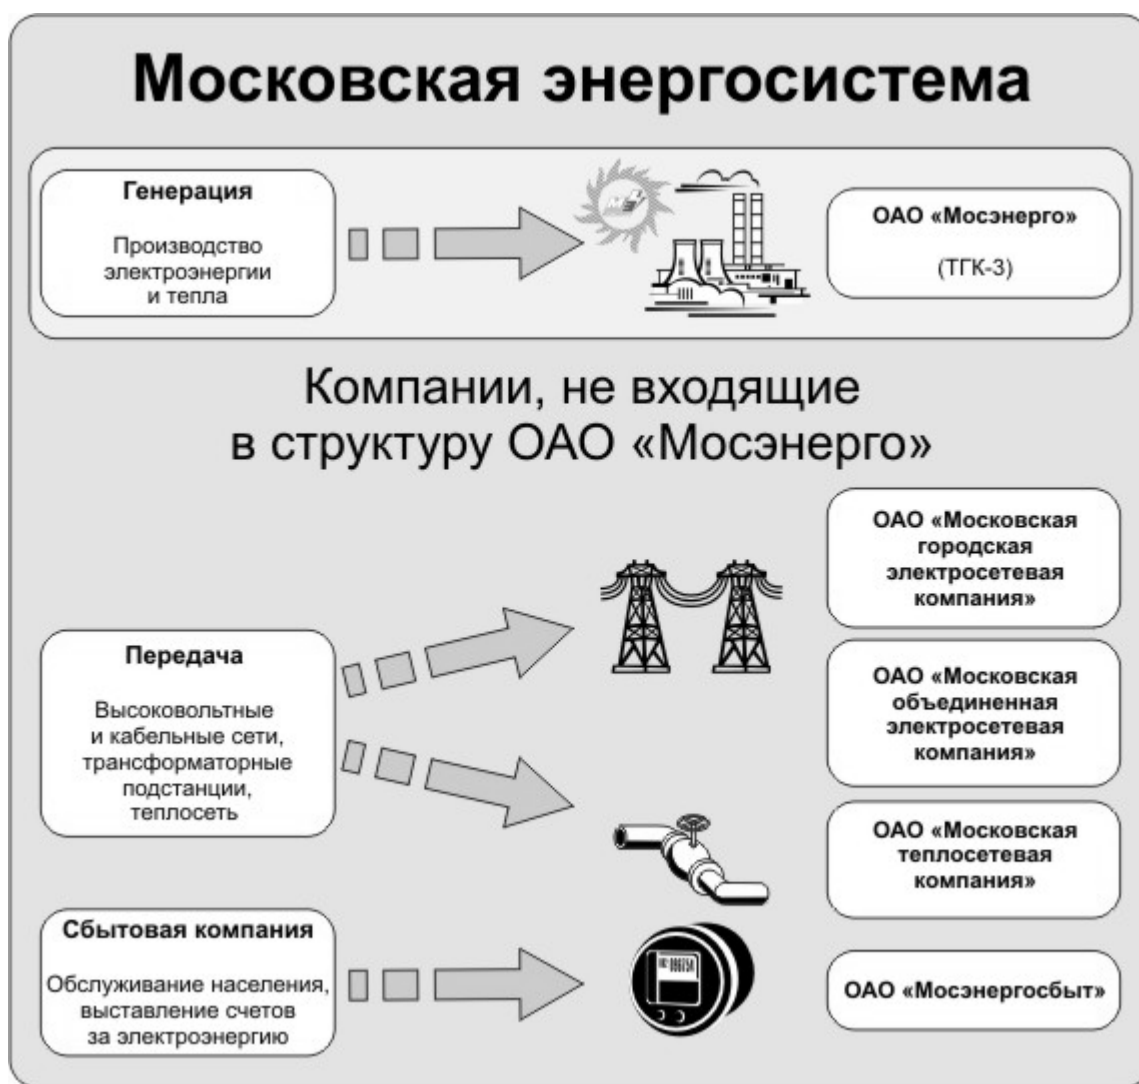 Московская энергосистема
Генерация
Производство
электроэнергии
и тепла
ОАО «Мосэнерго»
(ТГК-3)
Компании, не входящие
в структуру ОАО «Мосэнерго»
Передача
Высоковольтные
и кабельные сети,
трансформаторные
подстанции,
теплосеть
ОАО «Московская
городская
электросетевая
компания»
ОАО «Московская
объединенная
электросетевая
компания»
ОАО «Московская
теплосетевая
компания»
Сбытовая компания
Обслуживание населения,
выставление счетов
за электроэнергию
ОАО «Мосэнергосбыт»